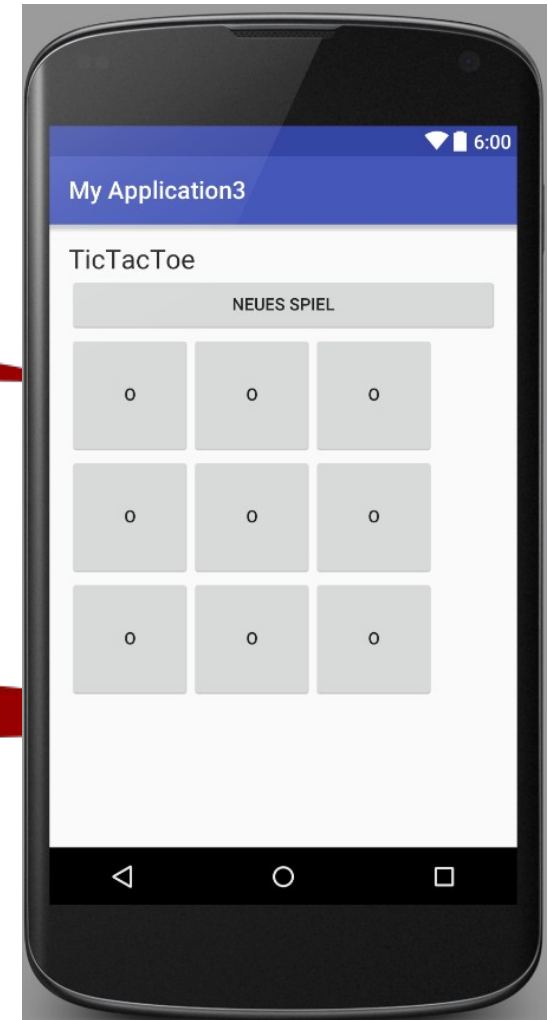 6:00
My Application3
TicTacToe
NEUES SPIEL
O O O
O O O
O O O